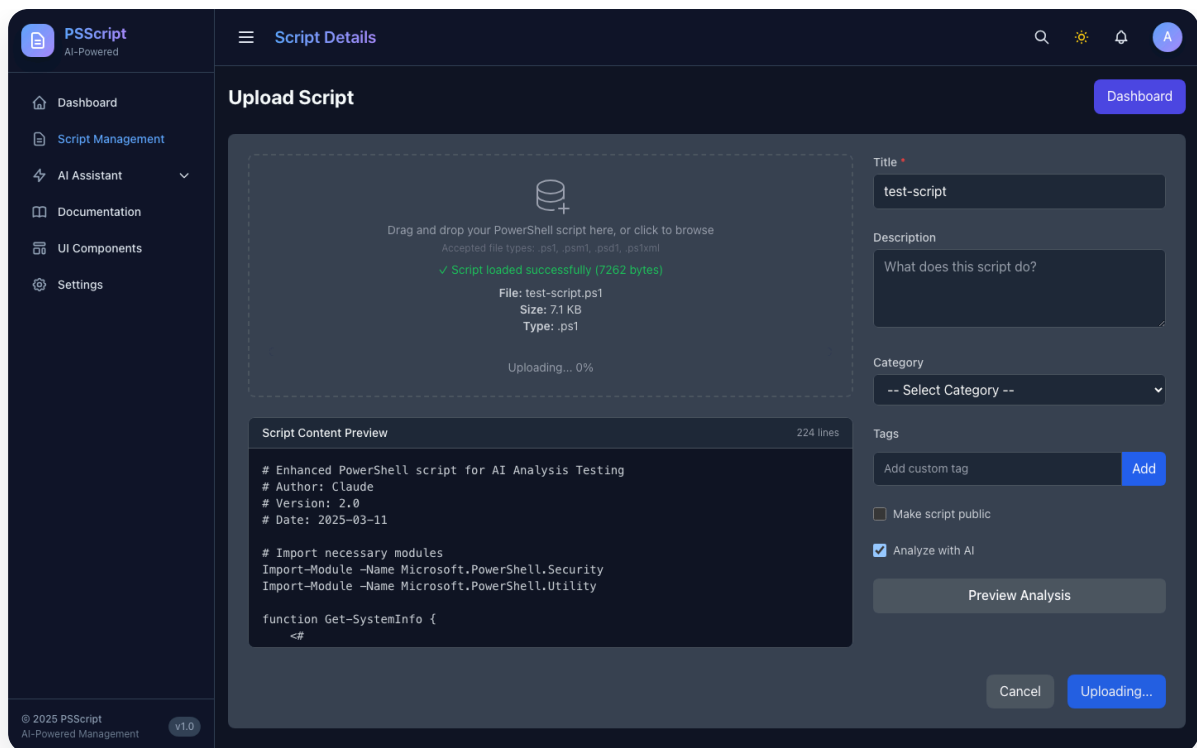 PSScript
AI-Powered
Script Details
A
Dashboard
Script Management
AI Assistant
Documentation
UI Components
Settings
© 2025 PSScript
AI-Powered Management
v1.0
Upload Script
Dashboard
Drag and drop your PowerShell script here, or click to browse
Accepted file types: .ps1, .psm1, .psd1, .ps1xml
✓ Script loaded successfully (7262 bytes)
File: test-script.ps1
Size: 7.1 KB
Type: .ps1
Uploading... 0%
Script Content Preview
224 lines
# Enhanced PowerShell script for AI Analysis Testing
# Author: Claude
# Version: 2.0
# Date: 2025-03-11
# Import necessary modules
Import-Module -Name Microsoft.PowerShell.Security
Import-Module -Name Microsoft.PowerShell.Utility
function Get-SystemInfo {
<#
Title *
test-script
Description
What does this script do?
Category
-- Select Category --
Tags
Add custom tag
Add
Make script public
Analyze with AI
Preview Analysis
Cancel
Uploading...